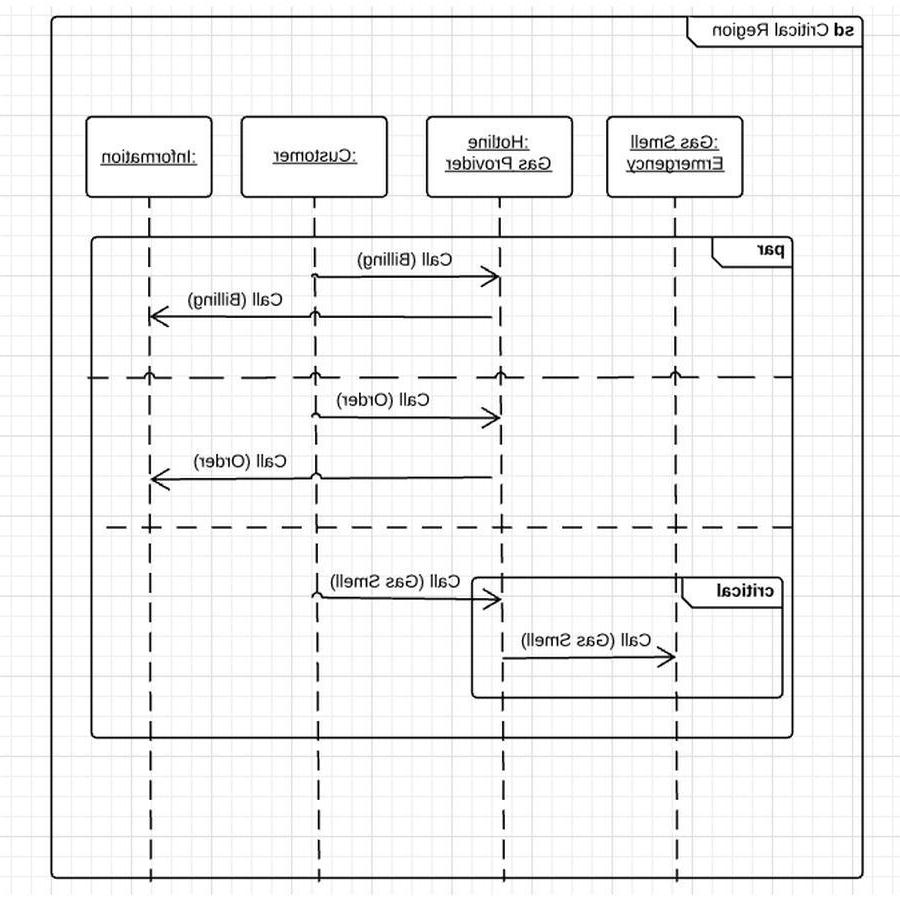 sd Critical Region
:Gas Smell
Ermergency
:Hotline
Gas Provider
:Customer
:Information
par
Call (Billing)
Call (Billing)
Call (Order)
Call (Order)
critical
Call (Gas Smell)
Call (Gas Smell)